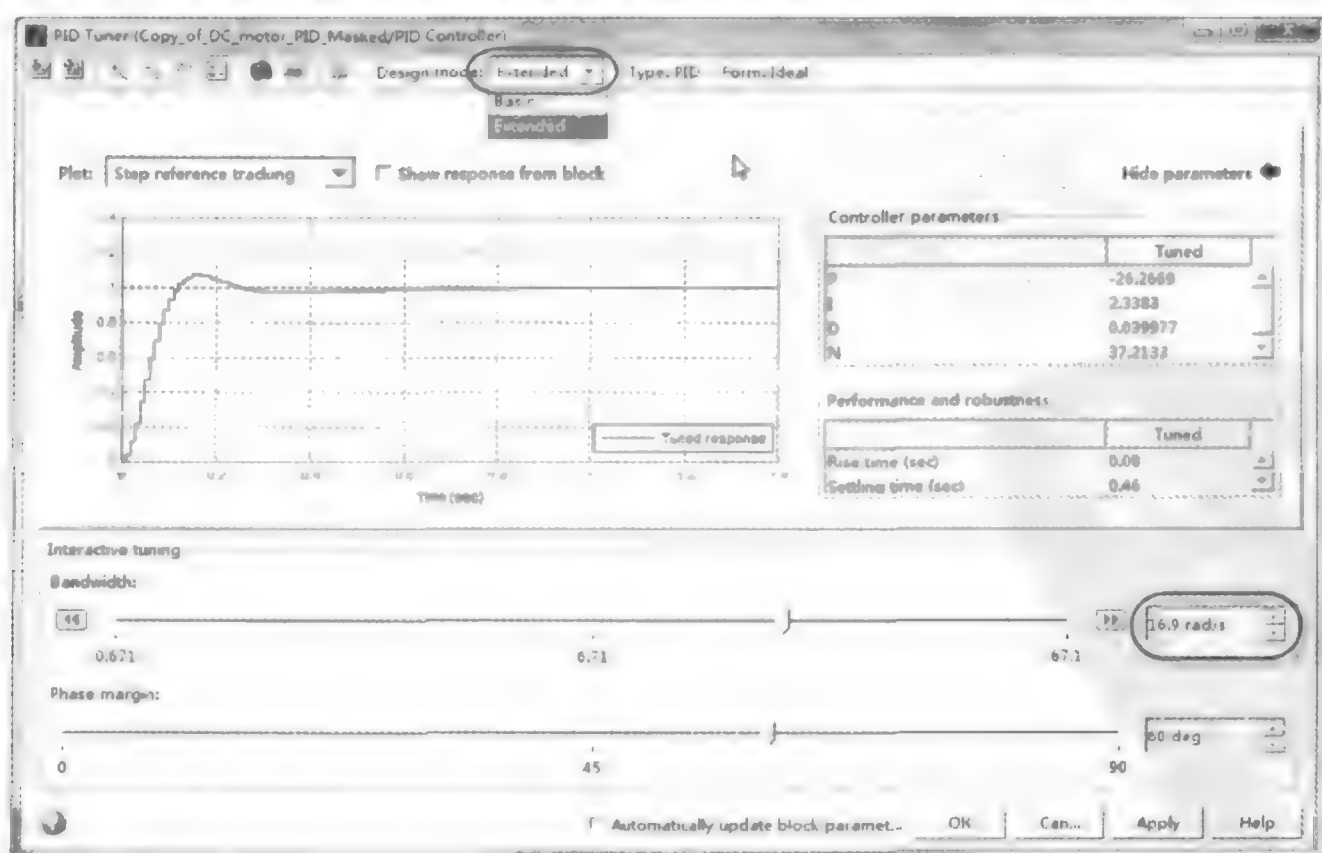 PID Tuner (Copy_of_DC_motor_PID_Masked/PID Controller)
Design mode: Extended Type: PID Form: Ideal
Basic
Extended
Plot: Step reference tracking Show response from block Hide parameters
Controller parameters
Tuned
P -26.2669
I 2.3383
D 0.039977
N 37.2133
Performance and robustness
Tuned
Rise time (sec) 0.08
Settling time (sec) 0.46
Amplitude
1
0.8
Tuned response
Time (sec)
Interactive tuning
Bandwidth:
16.9 rad/s
0.671 6.71 67.1
Phase margin:
60 deg
0 45 90
Automatically update block paramet... OK Can... Apply Help